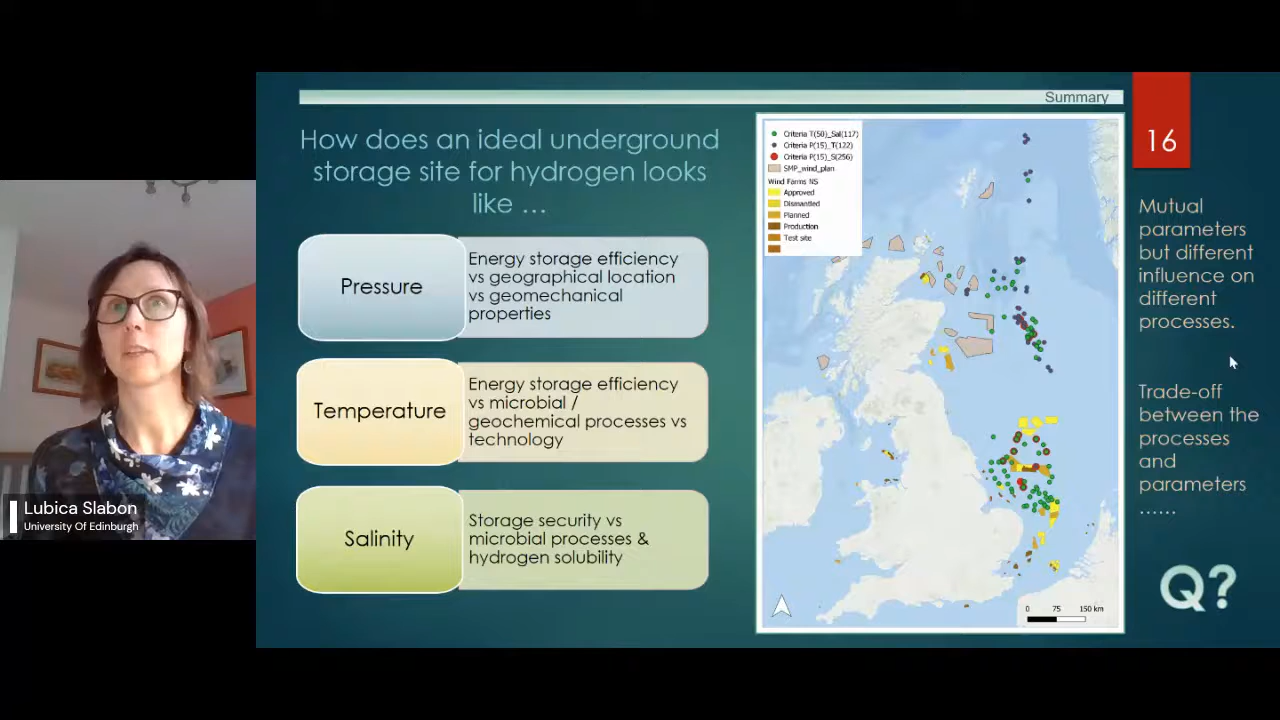 Summary
16
How does an ideal underground
storage site for hydrogen looks
like ...
Pressure
Energy storage efficiency
vs geographical location
vs geomechanical
properties
Temperature
Energy storage efficiency
vs microbial /
geochemical processes vs
technology
Salinity
Storage security vs
microbial processes &
hydrogen solubility
Criteria T(50)_Sal(117)
Criteria P(15)_T(122)
Criteria P(15)_S(256)
SMP_wind_plan
Wind Farms NS
Approved
Dismantled
Planned
Production
Test site
0 75 150 km
Mutual
parameters
but different
influence on
different
processes.
Trade-off
between the
processes
and
parameters
......
Q?
Lubica Slabon
University Of Edinburgh